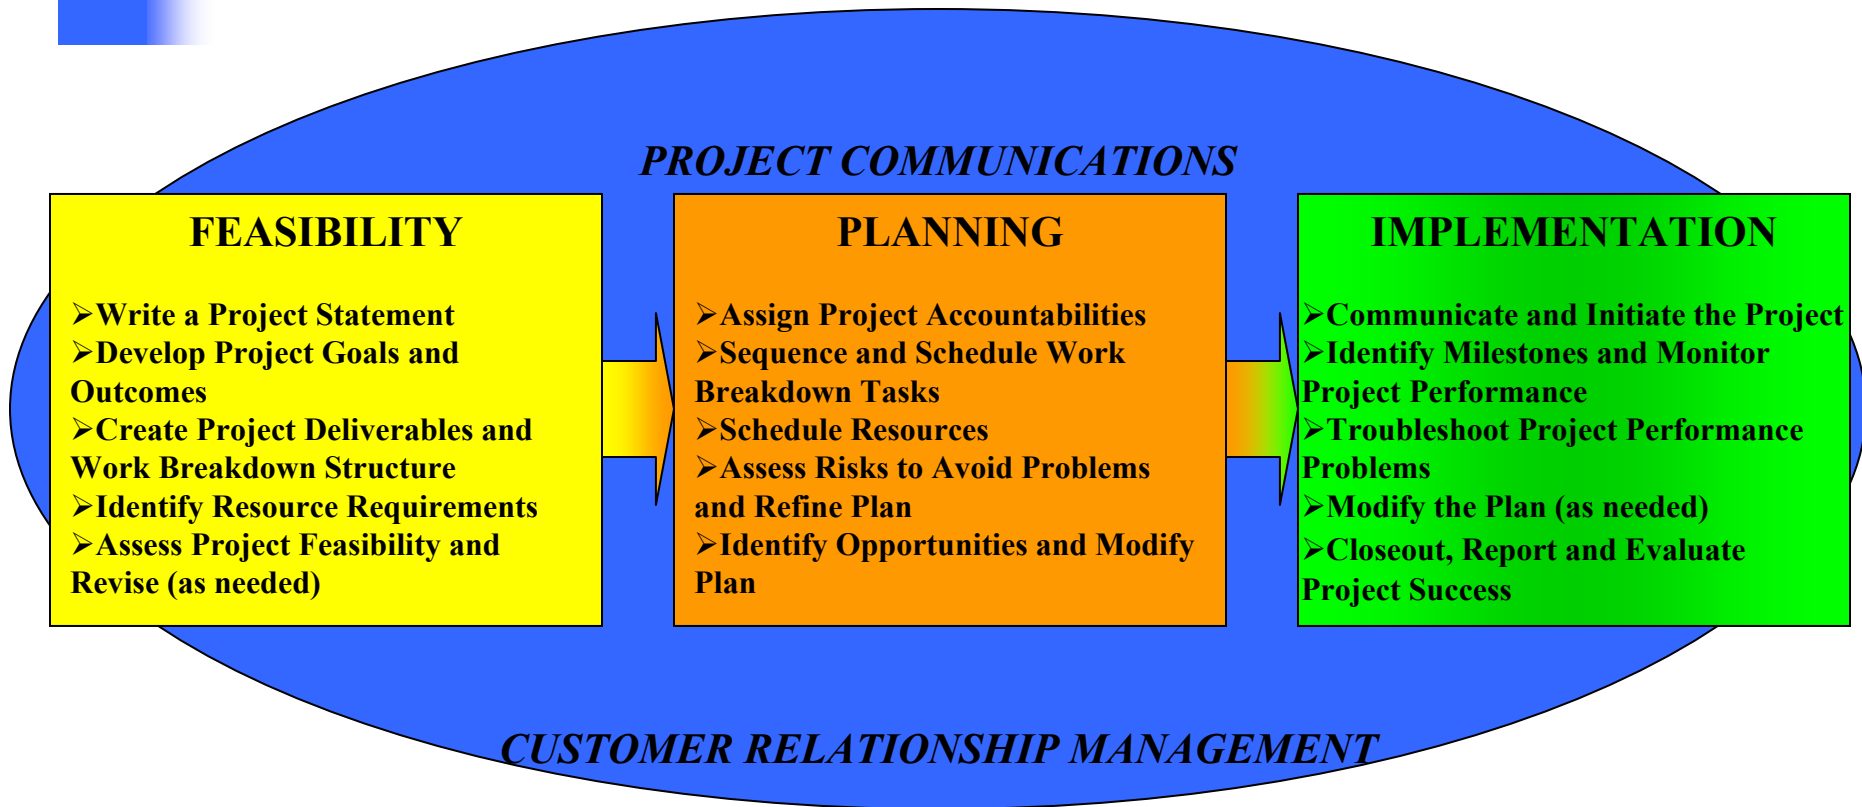 PROJECT COMMUNICATIONS
FEASIBILITY
➢Write a Project Statement
➢Develop Project Goals and
Outcomes
➢Create Project Deliverables and
Work Breakdown Structure
➢Identify Resource Requirements
➢Assess Project Feasibility and
Revise (as needed)
PLANNING
➢Assign Project Accountabilities
➢Sequence and Schedule Work
Breakdown Tasks
➢Schedule Resources
➢Assess Risks to Avoid Problems
and Refine Plan
➢Identify Opportunities and Modify
Plan
IMPLEMENTATION
➢Communicate and Initiate the Project
➢Identify Milestones and Monitor
Project Performance
➢Troubleshoot Project Performance
Problems
➢Modify the Plan (as needed)
➢Closeout, Report and Evaluate
Project Success
CUSTOMER RELATIONSHIP MANAGEMENT